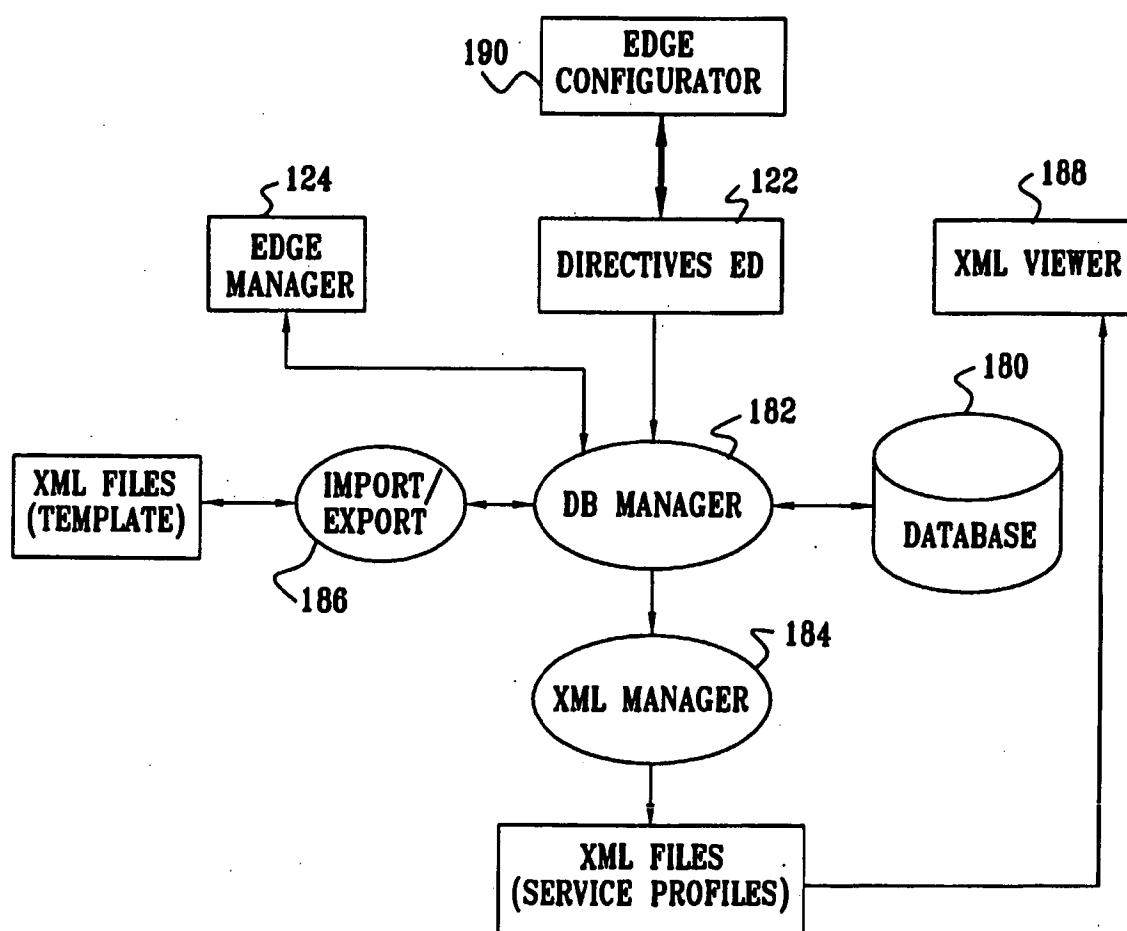 190
EDGE
CONFIGURATOR
124
122
188
EDGE
MANAGER
DIRECTIVES ED
XML VIEWER
180
182
XML FILES
(TEMPLATE)
IMPORT/
EXPORT
DB MANAGER
DATABASE
186
184
XML MANAGER
XML FILES
(SERVICE PROFILES)